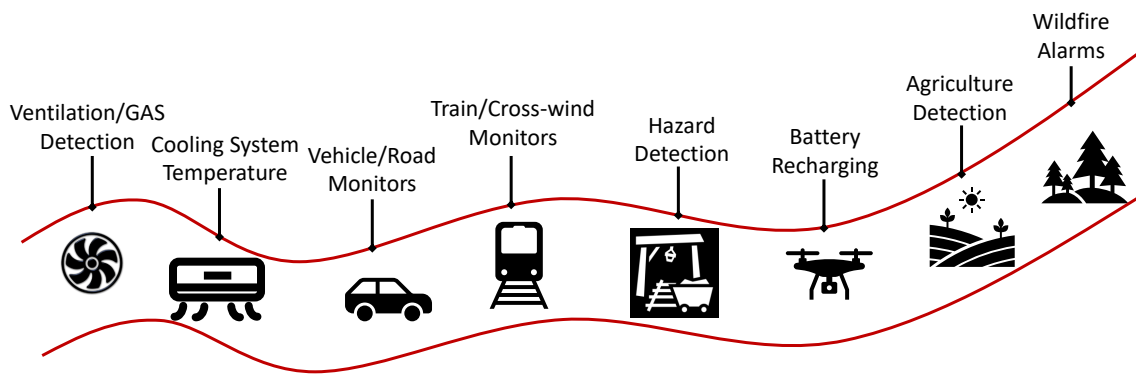 Ventilation/GAS
Detection
Cooling System
Temperature
Vehicle/Road
Monitors
Train/Cross-wind
Monitors
Hazard
Detection
Battery
Recharging
Agriculture
Detection
Wildfire
Alarms